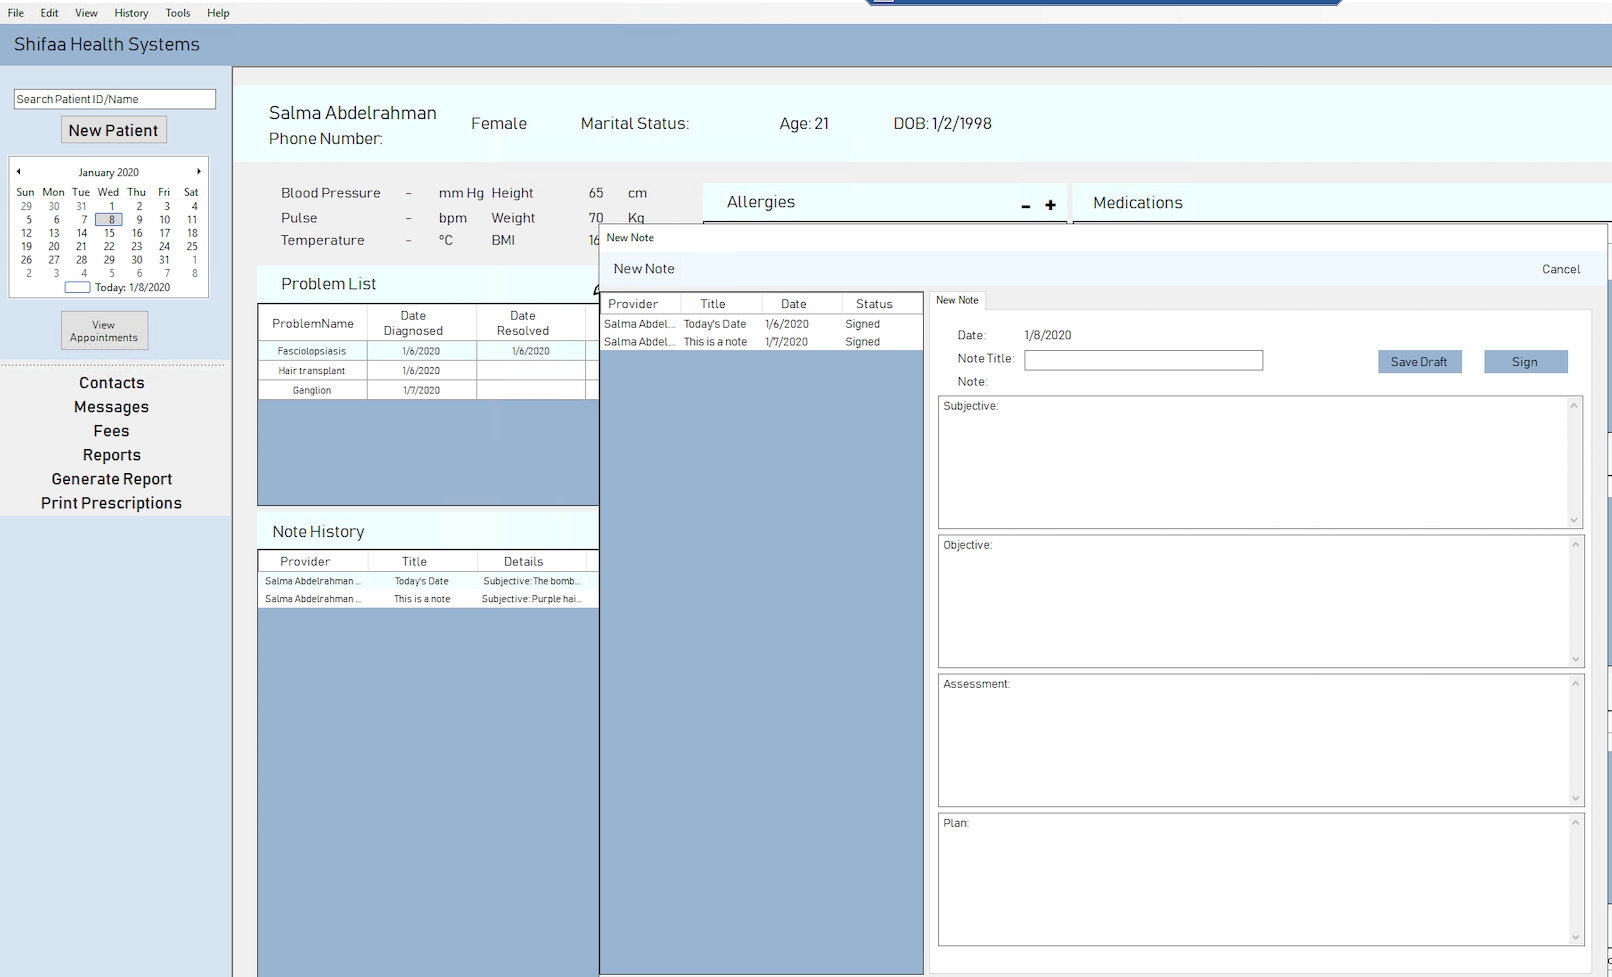 File Edit View History Tools Help
Shifaa Health Systems
Search Patient ID/Name
New Patient
January 2020
Sun Mon Tue Wed Thu Fri Sat
29 30 31 1 2 3 4
5 6 7 8 9 10 11
12 13 14 15 16 17 18
19 20 21 22 23 24 25
26 27 28 29 30 31 1
2 3 4 5 6 7 8
Today: 1/8/2020
View
Appointments
Contacts
Messages
Fees
Reports
Generate Report
Print Prescriptions
Salma Abdelrahman Female Marital Status: Age: 21 DOB: 1/2/1998
Phone Number:
Blood Pressure - mm Hg Height 65 cm
Pulse - bpm Weight 70 Kg
Temperature - °C BMI 16
Allergies - +
Medications
Problem List
ProblemName Date Diagnosed Date Resolved
Fasciolopsiasis 1/6/2020 1/6/2020
Hair transplant 1/6/2020
Ganglion 1/7/2020
Note History
Provider Title Details
Salma Abdelrahman ... Today's Date Subjective: The bomb...
Salma Abdelrahman ... This is a note Subjective: Purple hai...
New Note
New Note Cancel
Provider Title Date Status
Salma Abdel... Today's Date 1/6/2020 Signed
Salma Abdel... This is a note 1/7/2020 Signed
New Note
Date: 1/8/2020
Note Title: Save Draft Sign
Note:
Subjective:
Objective:
Assessment:
Plan: